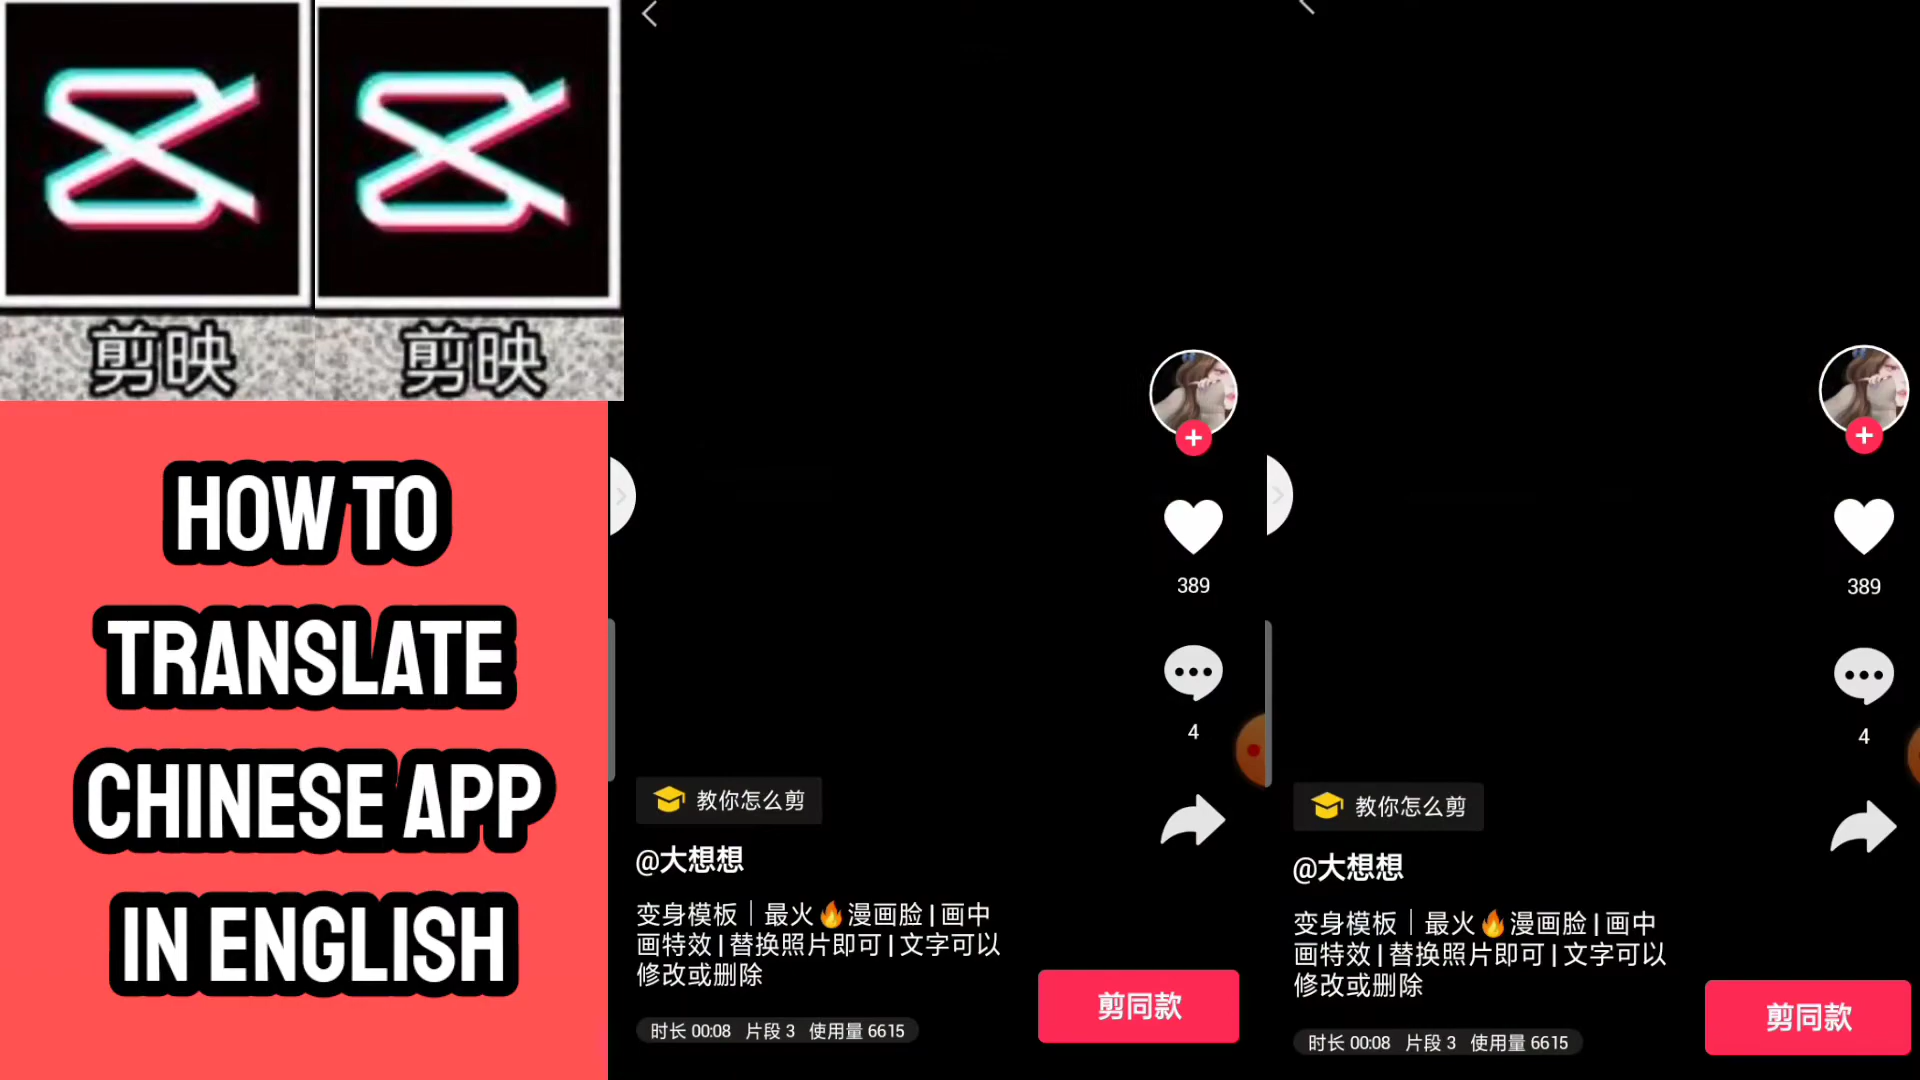 剪映
剪映
HOW TO
TRANSLATE
CHINESE APP
IN ENGLISH
389
4
教你怎么剪
@大想想
变身模板｜最火🔥漫画脸 | 画中
画特效 | 替换照片即可 | 文字可以
修改或删除
时长 00:08 片段 3 使用量 6615
剪同款
389
4
教你怎么剪
@大想想
变身模板｜最火🔥漫画脸 | 画中
画特效 | 替换照片即可 | 文字可以
修改或删除
时长 00:08 片段 3 使用量 6615
剪同款